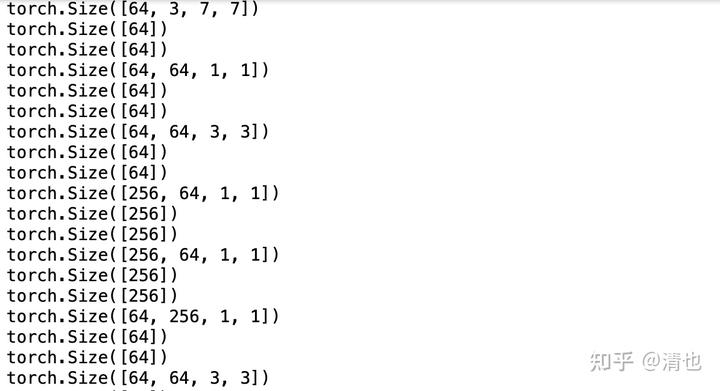 torch.Size([64, 3, 7, 7])
torch.Size([64])
torch.Size([64])
torch.Size([64, 64, 1, 1])
torch.Size([64])
torch.Size([64])
torch.Size([64, 64, 3, 3])
torch.Size([64])
torch.Size([64])
torch.Size([256, 64, 1, 1])
torch.Size([256])
torch.Size([256])
torch.Size([256, 64, 1, 1])
torch.Size([256])
torch.Size([256])
torch.Size([64, 256, 1, 1])
torch.Size([64])
torch.Size([64])
torch.Size([64, 64, 3, 3])
知乎 @清也